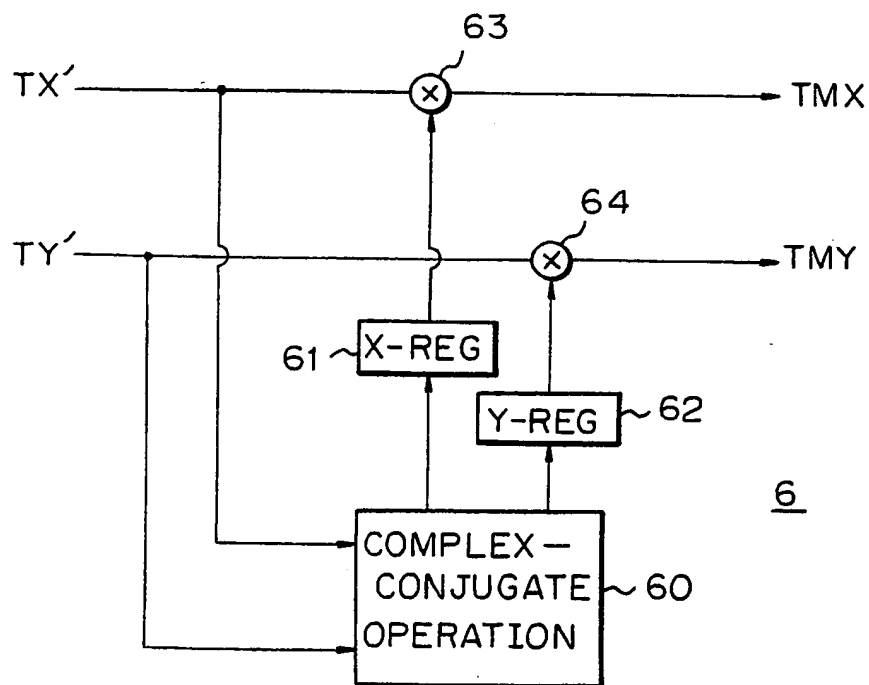 63
TX′
TMX
64
TY′
TMY
61
X-REG
Y-REG
62
6
COMPLEX-
CONJUGATE
OPERATION
60